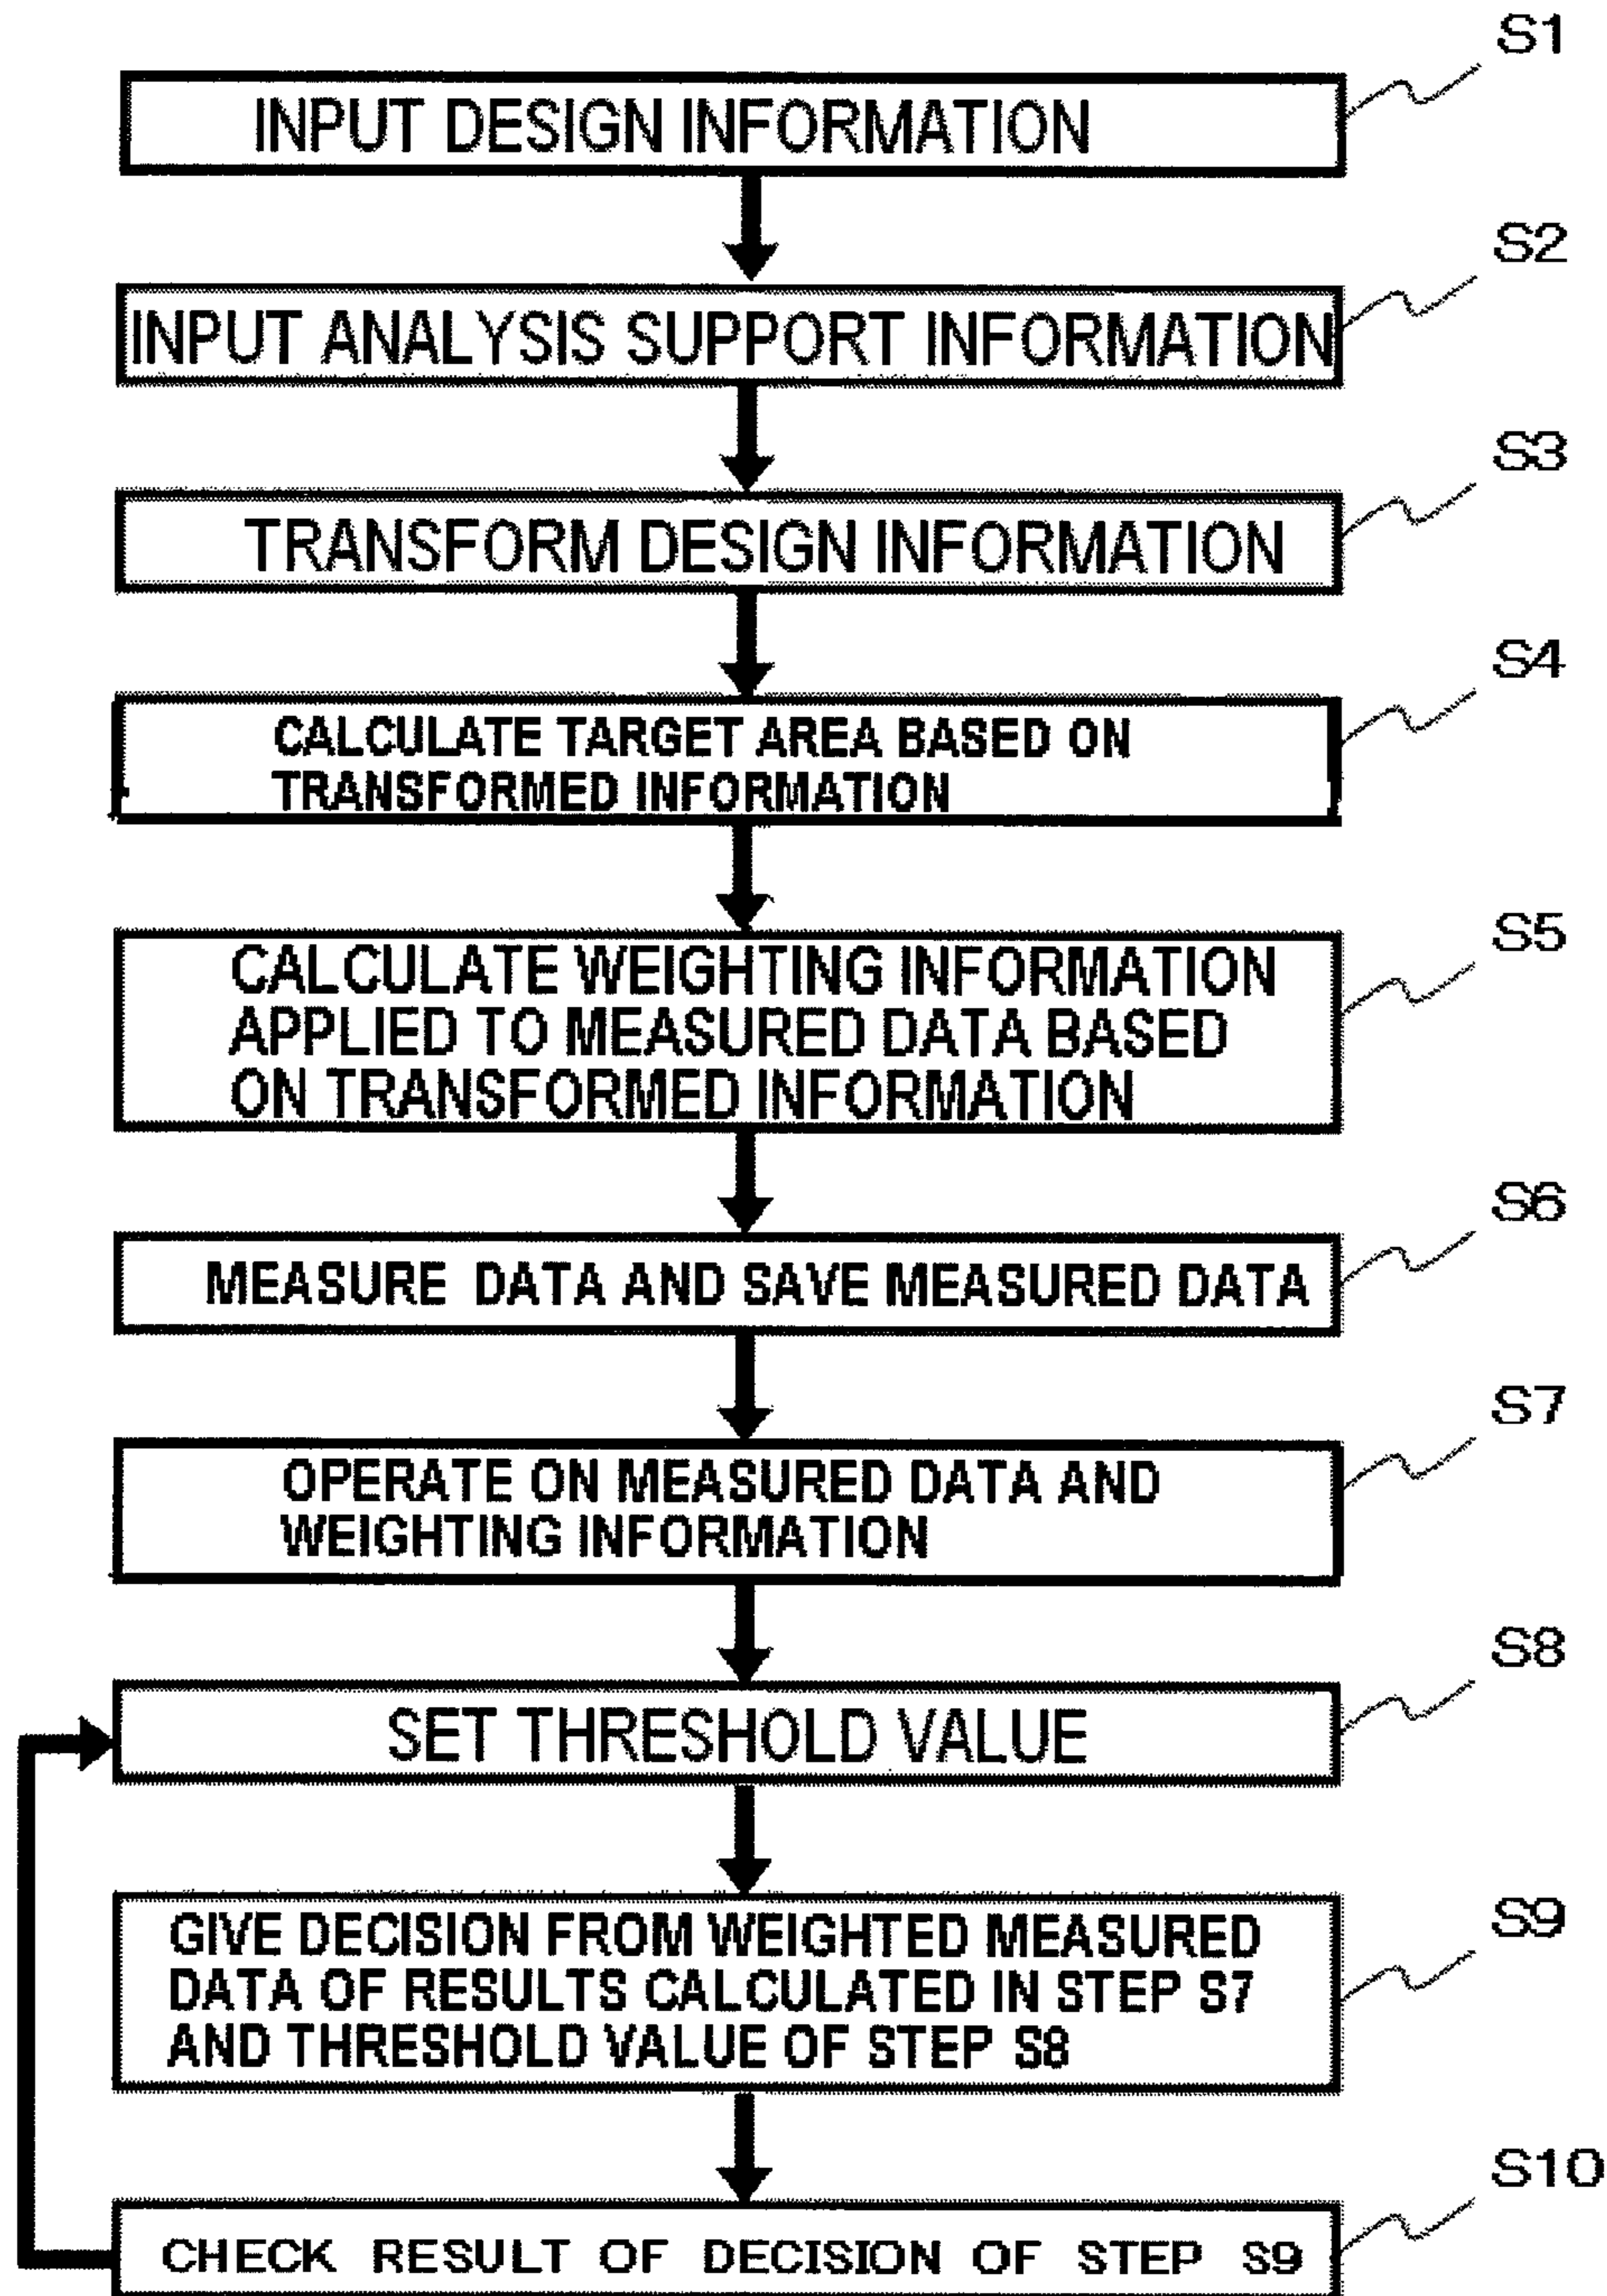 S1
INPUT DESIGN INFORMATION
S2
INPUT ANALYSIS SUPPORT INFORMATION
S3
TRANSFORM DESIGN INFORMATION
S4
CALCULATE TARGET AREA BASED ON
TRANSFORMED INFORMATION
S5
CALCULATE WEIGHTING INFORMATION
APPLIED TO MEASURED DATA BASED
ON TRANSFORMED INFORMATION
S6
MEASURE DATA AND SAVE MEASURED DATA
S7
OPERATE ON MEASURED DATA AND
WEIGHTING INFORMATION
S8
SET THRESHOLD VALUE
S9
GIVE DECISION FROM WEIGHTED MEASURED
DATA OF RESULTS CALCULATED IN STEP S7
AND THRESHOLD VALUE OF STEP S8
S10
CHECK RESULT OF DECISION OF STEP S9